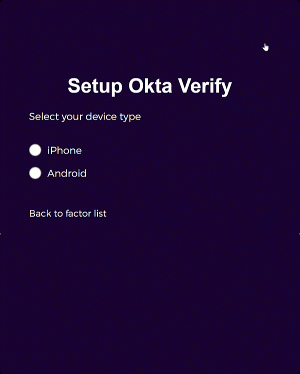 Setup Okta Verify
Select your device type
iPhone
Android
Back to factor list